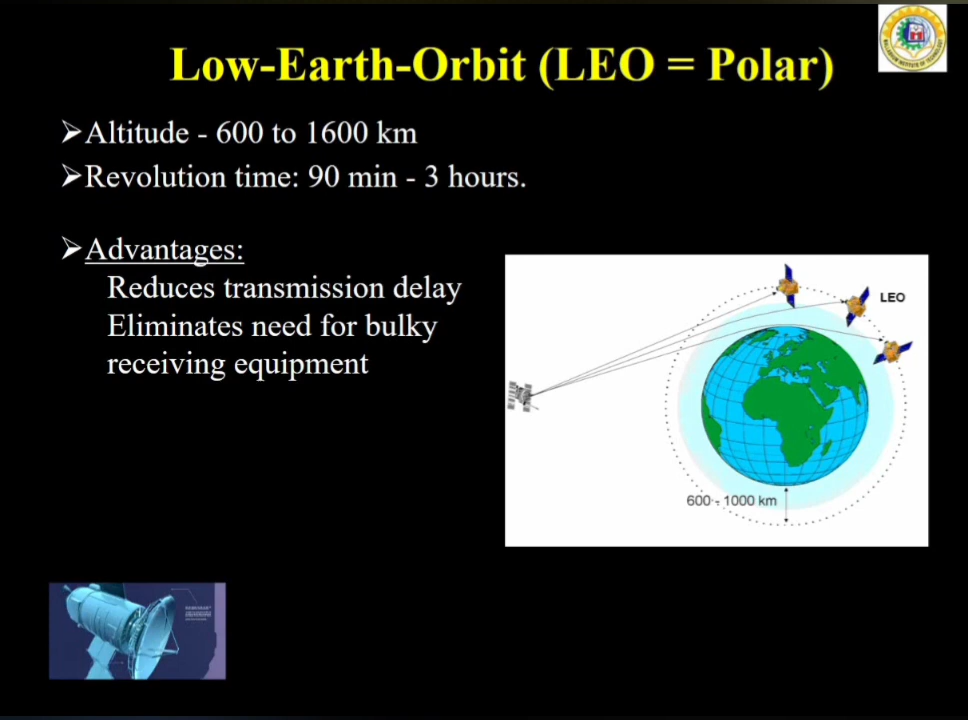 Low-Earth-Orbit (LEO = Polar)
➢Altitude - 600 to 1600 km
➢Revolution time: 90 min - 3 hours.
➢Advantages:
Reduces transmission delay
Eliminates need for bulky
receiving equipment
LEO
600 - 1000 km